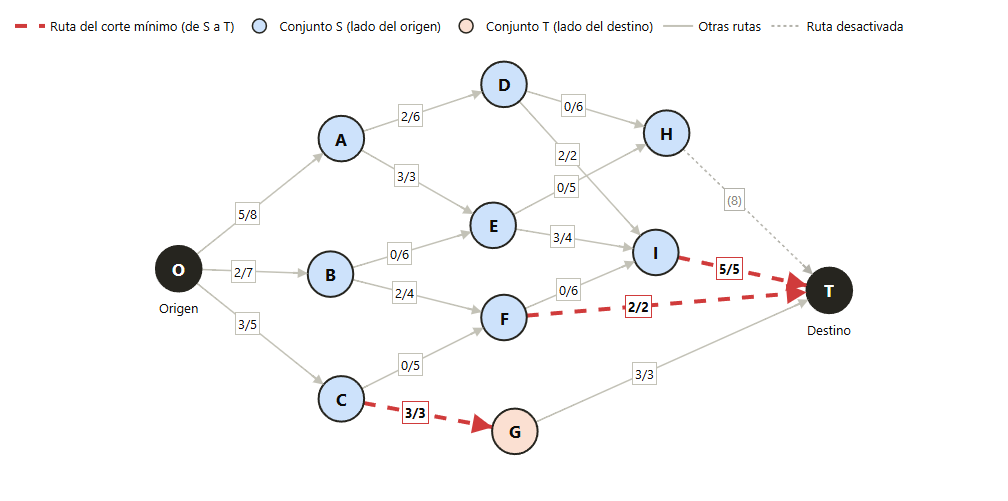 Ruta del corte mínimo (de S a T)
Conjunto S (lado del origen)
Conjunto T (lado del destino)
Otras rutas
Ruta desactivada
D
0/6
2/6
H
A
2/2
3/3
0/5
(8)
5/8
E
3/4
0/6
I
O
2/7
B
5/5
T
Origen
2/4
0/6
2/2
Destino
3/5
F
0/5
3/3
C
3/3
G